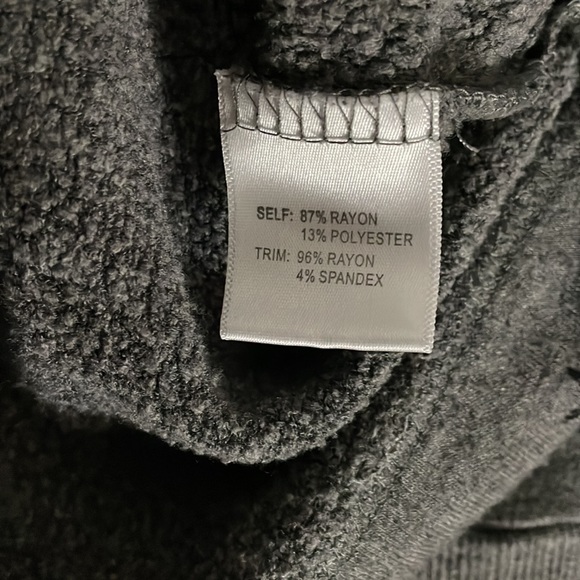 SELF: 87% RAYON
13% POLYESTER
TRIM: 96% RAYON
4% SPANDEX